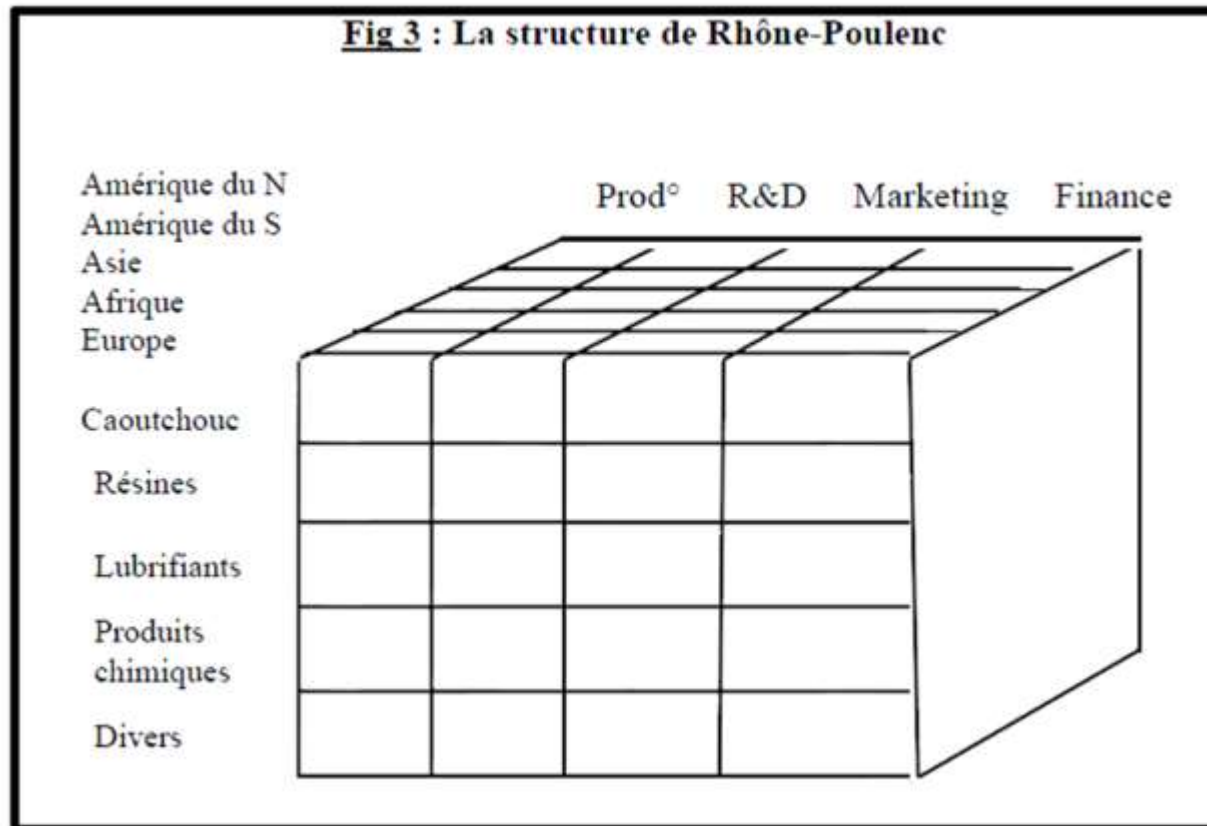 Fig 3 : La structure de Rhône-Poulenc
Amérique du N
Amérique du S
Asie
Afrique
Europe
Prod° R&D Marketing Finance
Caoutchouc
Résines
Lubrifiants
Produits
chimiques
Divers